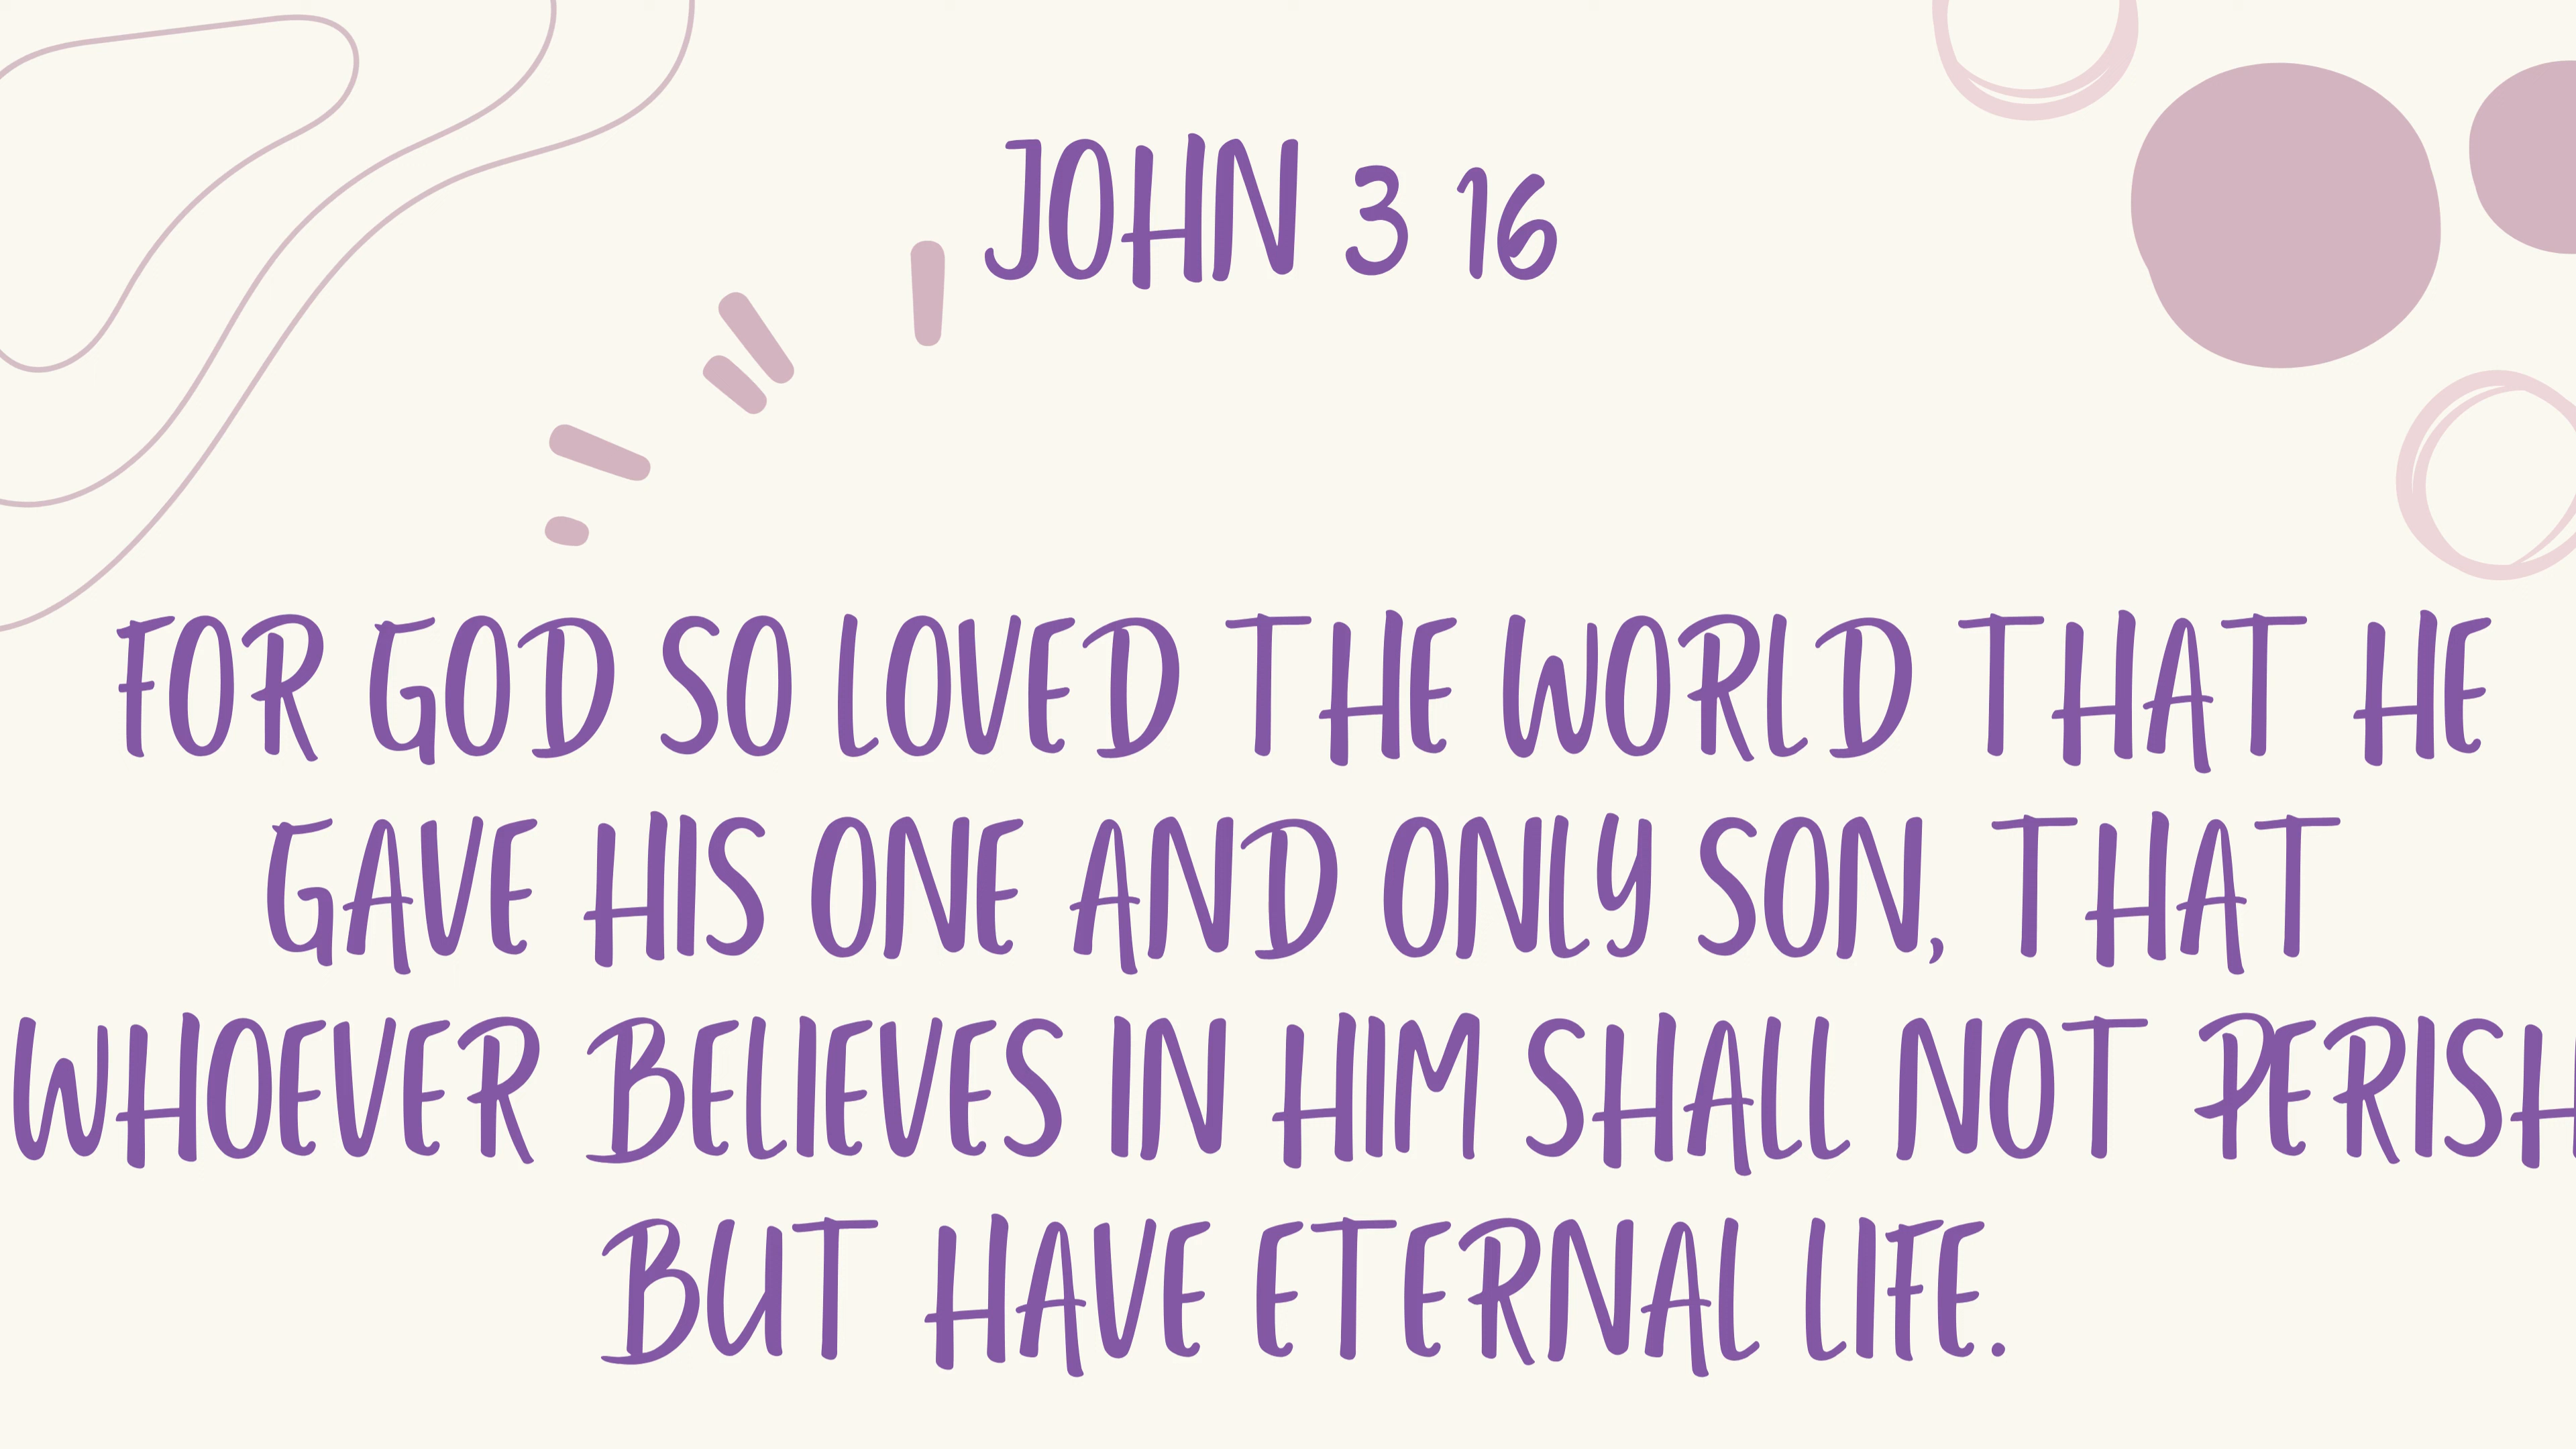 JOHN 3 16
FOR GOD SO LOVED THE WORLD THAT HE
GAVE HIS ONE AND ONLY SON, THAT
WHOEVER BELIEVES IN HIM SHALL NOT PERISH
BUT HAVE ETERNAL LIFE.